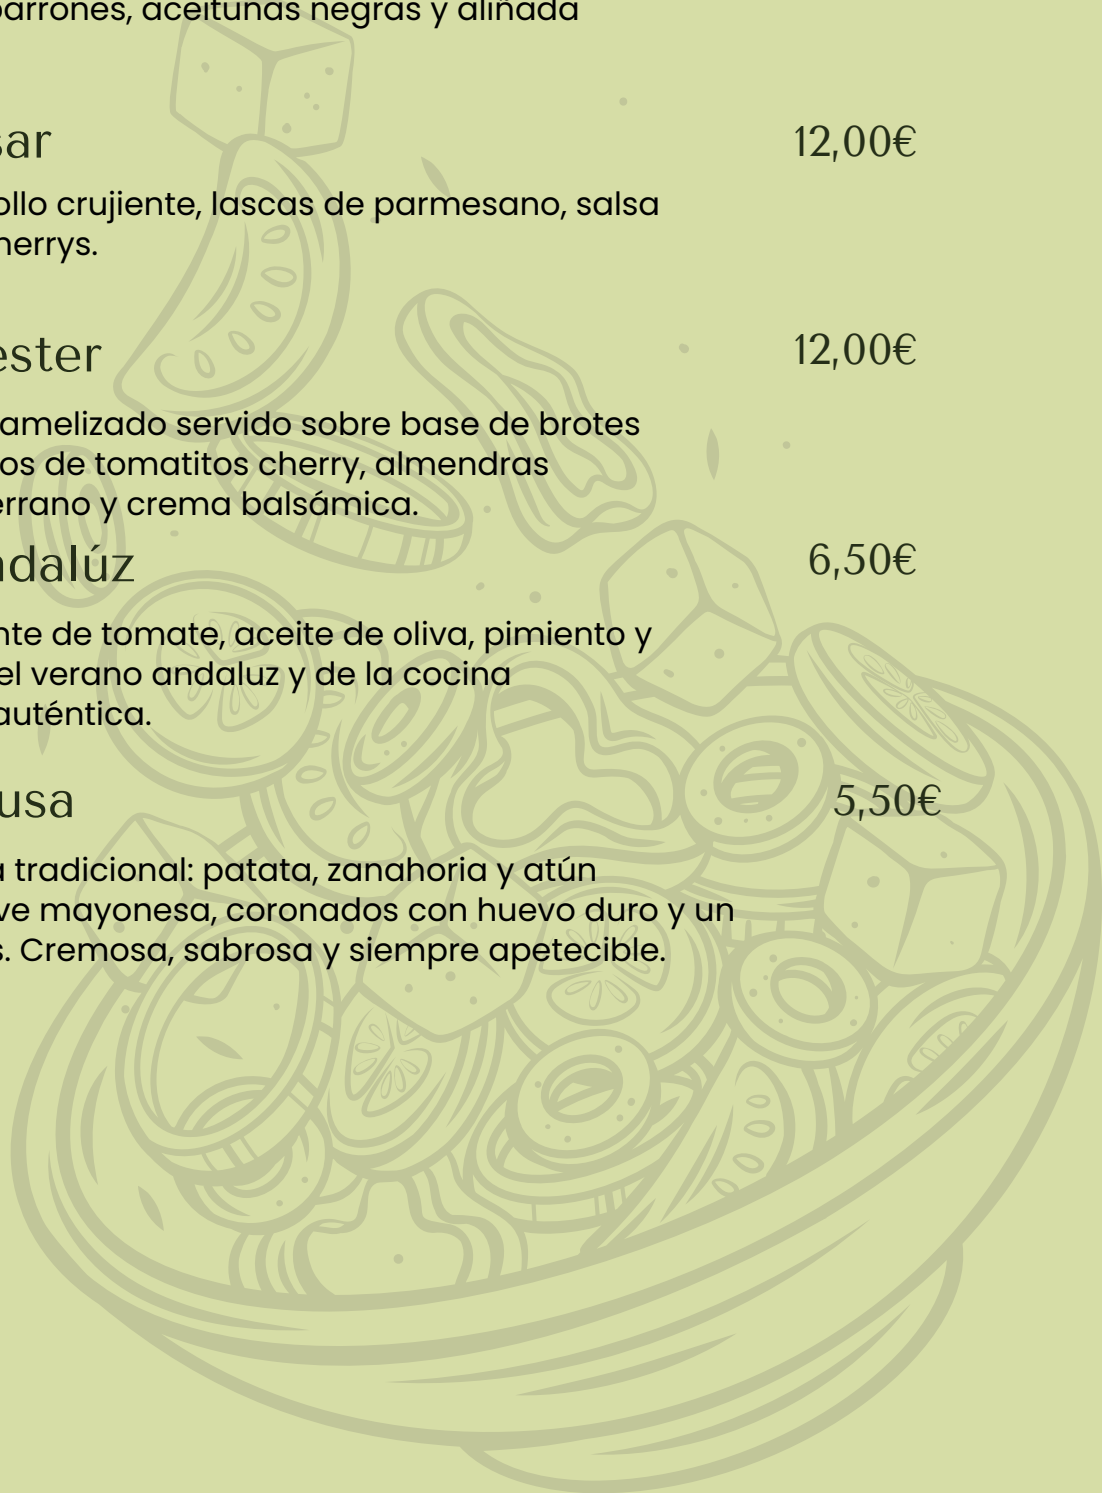 parrones, aceitunas negras y aliñada
sar 12,00€
ollo crujiente, lascas de parmesano, salsa
herrys.
ester 12,00€
amelizado servido sobre base de brotes
os de tomatitos cherry, almendras
errano y crema balsámica.
ndalúz 6,50€
nte de tomate, aceite de oliva, pimiento y
el verano andaluz y de la cocina
auténtica.
usa 5,50€
a tradicional: patata, zanahoria y atún
ve mayonesa, coronados con huevo duro y un
s. Cremosa, sabrosa y siempre apetecible.